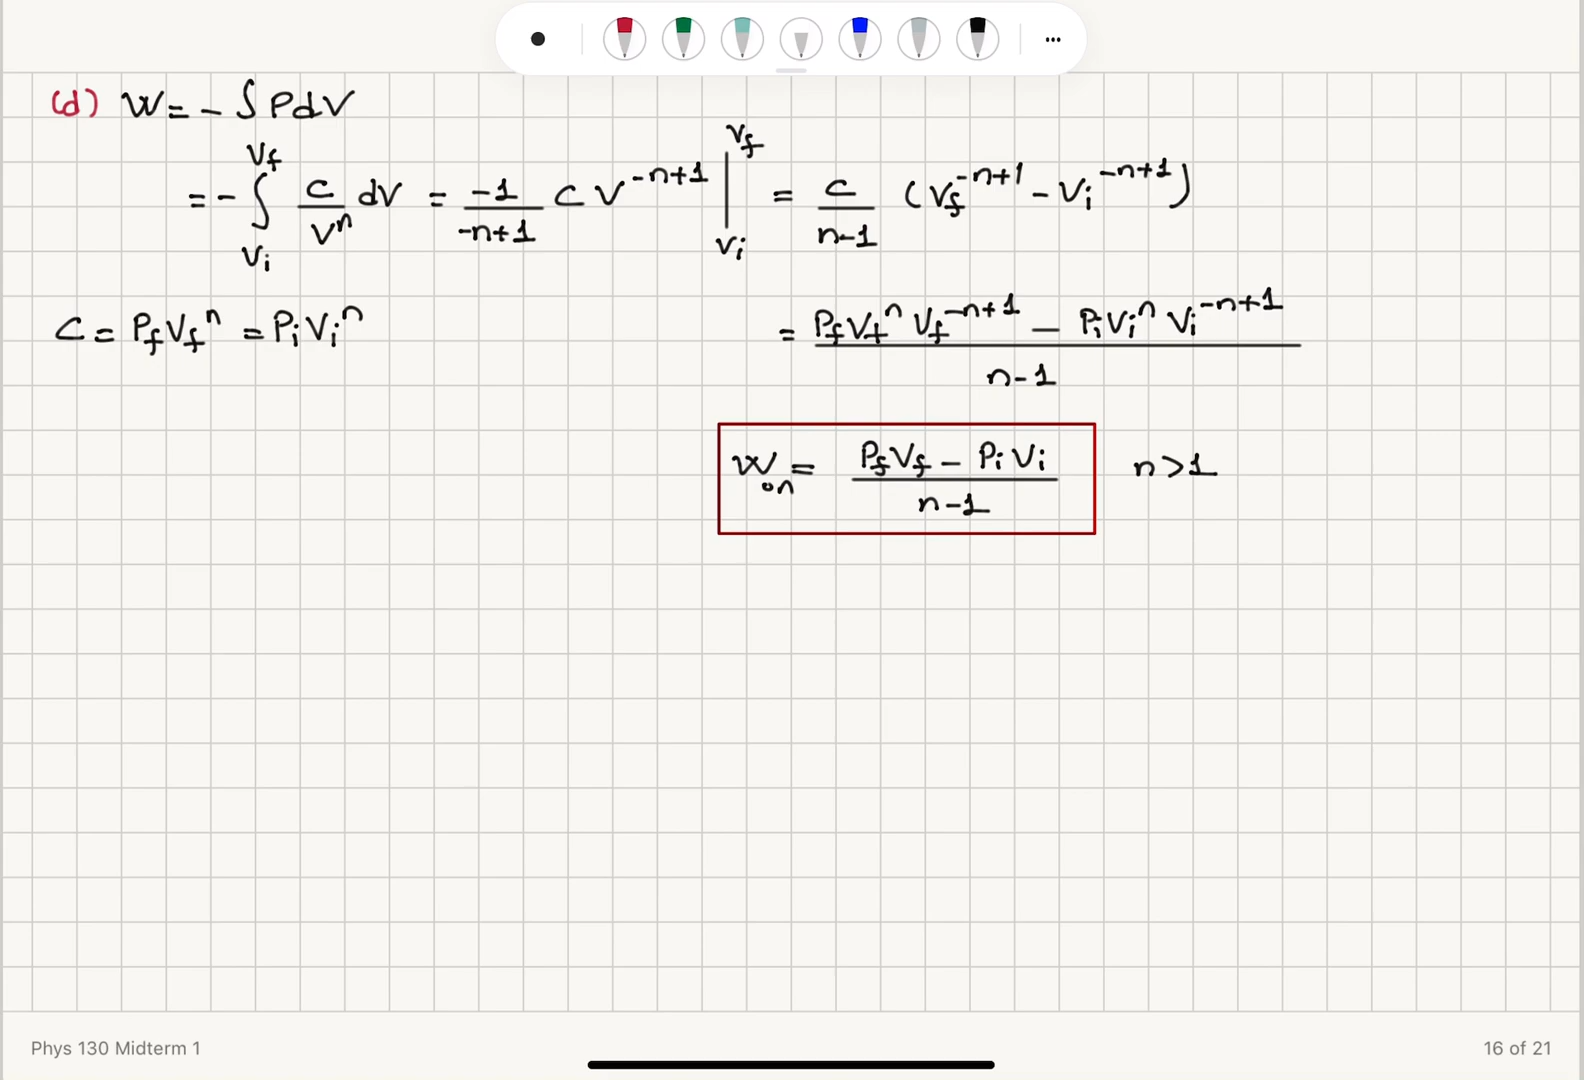 (d) W = - ∫ P dV
= - ∫_{Vi}^{Vf} C/V^n dV = -1/(-n+1) C V^{-n+1} |_{Vi}^{Vf} = C/(n-1) (Vf^{-n+1} - Vi^{-n+1})
C = Pf Vf^n = Pi Vi^n
= (Pf Vf^n Vf^{-n+1} - Pi Vi^n Vi^{-n+1})/(n-1)
W_on = (Pf Vf - Pi Vi)/(n-1) n > 1
Phys 130 Midterm 1
16 of 21